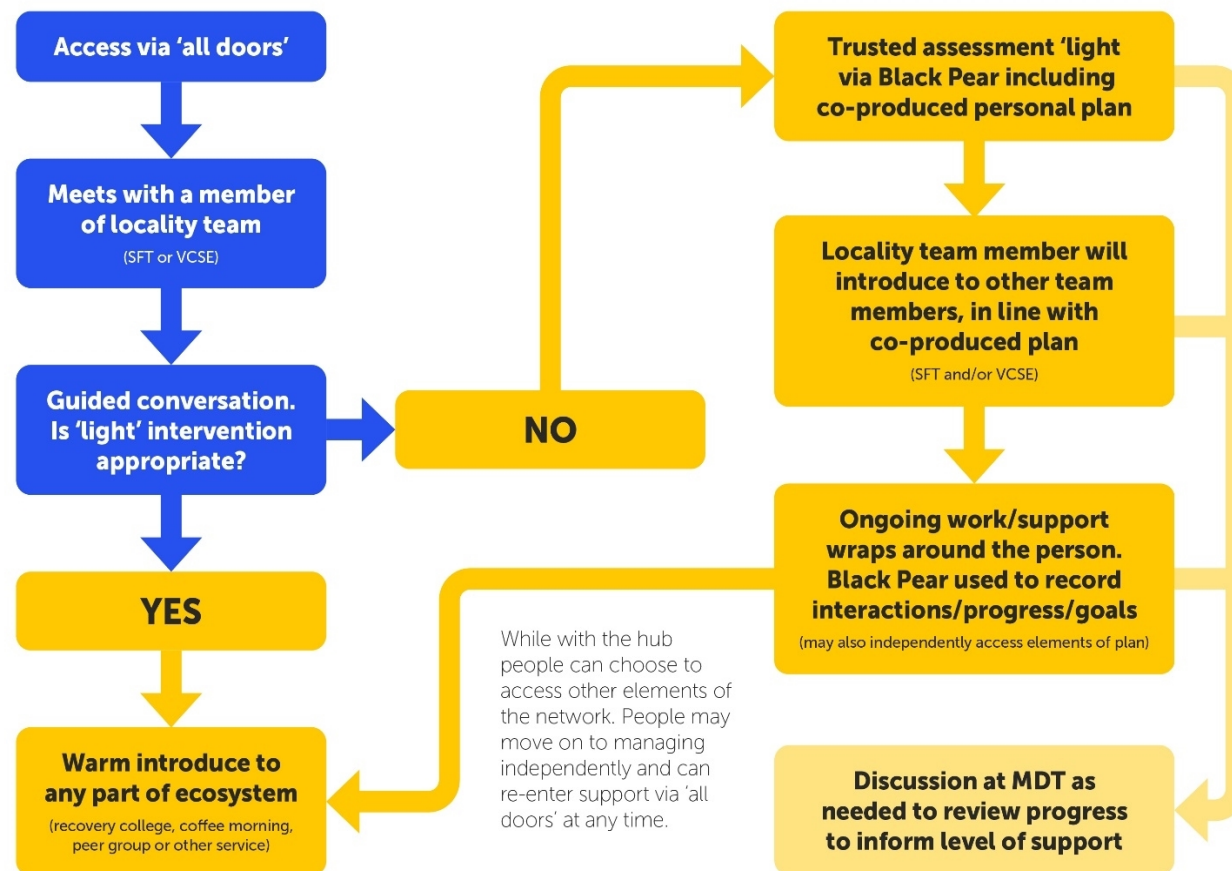 Access via ‘all doors’
Meets with a member
of locality team
(SFT or VCSE)
Guided conversation.
Is ‘light’ intervention
appropriate?
NO
YES
Warm introduce to
any part of ecosystem
(recovery college, coffee morning,
peer group or other service)
Trusted assessment ‘light
via Black Pear including
co-produced personal plan
Locality team member will
introduce to other team
members, in line with
co-produced plan
(SFT and/or VCSE)
Ongoing work/support
wraps around the person.
Black Pear used to record
interactions/progress/goals
(may also independently access elements of plan)
While with the hub
people can choose to
access other elements of
the network. People may
move on to managing
independently and can
re-enter support via ‘all
doors’ at any time.
Discussion at MDT as
needed to review progress
to inform level of support